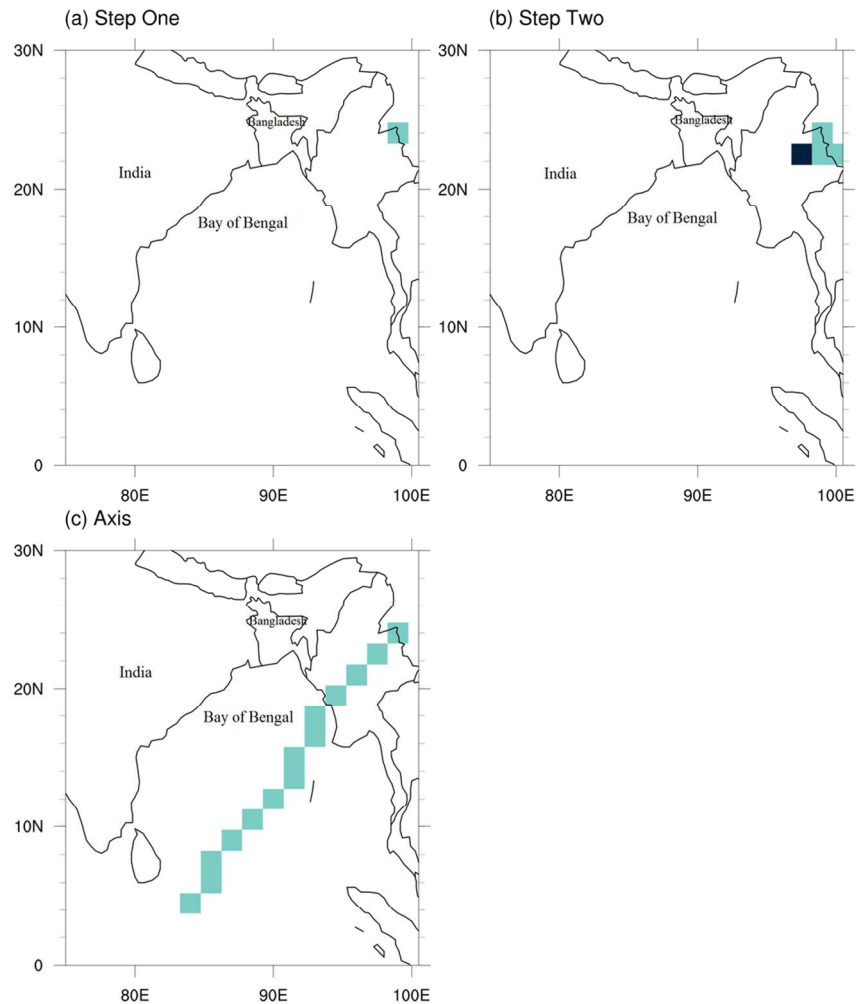 (a) Step One
30N
20N
10N
0
80E
90E
100E
India
Bangladesh
Bay of Bengal
(b) Step Two
30N
20N
10N
0
80E
90E
100E
India
Bangladesh
Bay of Bengal
(c) Axis
30N
20N
10N
0
80E
90E
100E
India
Bangladesh
Bay of Bengal